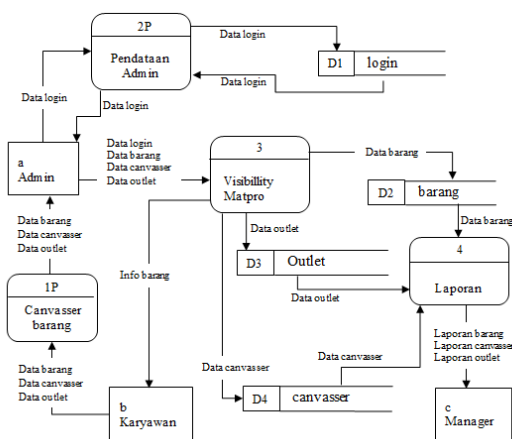 2P
Pendataan
Admin
Data login
D1
login
Data login
Data login
Data login
a
Admin
Data login
Data barang
Data canvasser
Data outlet
3
Visibillity
Matpro
Data barang
D2
barang
Data barang
Data barang
Data canvasser
Data outlet
Data outlet
D3
Outlet
4
Laporan
Info barang
Data outlet
1P
Canvasser
barang
Laporan barang
Laporan canvasser
Laporan outlet
Data canvasser
Data canvasser
Data barang
Data canvasser
Data outlet
b
Karyawan
D4
canvasser
c
Manager